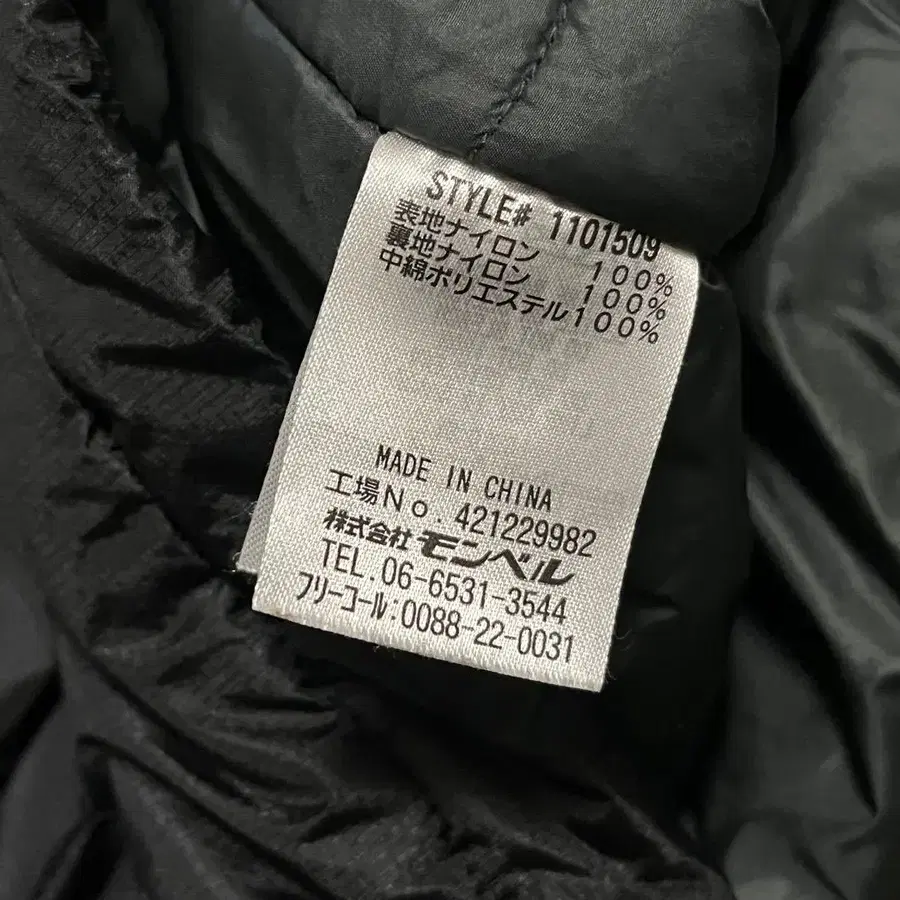 STYLE# 1101509
表地ナイロン 100%
裏地ナイロン 100%
中綿ポリエステル100%
MADE IN CHINA
工場No. 421229982
株式会社 モンベル
TEL.06-6531-3544
フリーコール:0088-22-0031